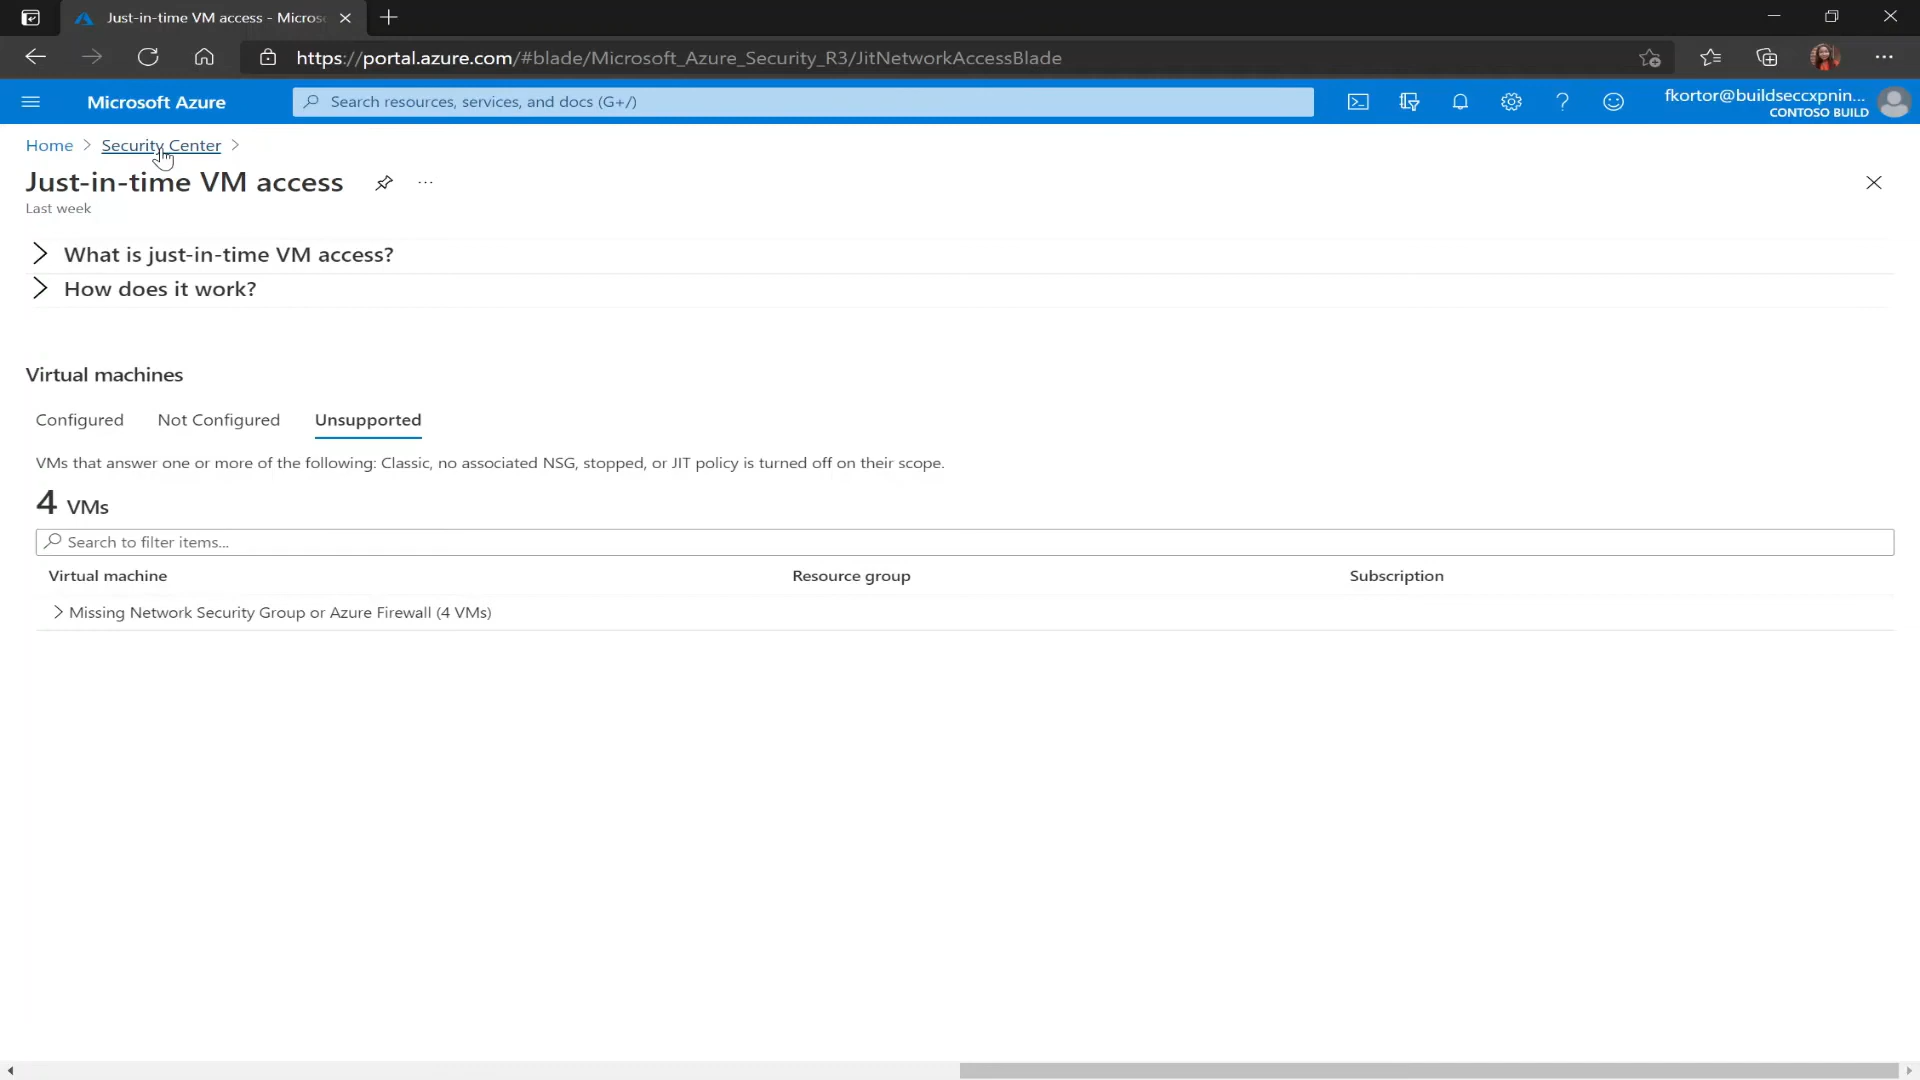 Just-in-time VM access - Micros
https://portal.azure.com/#blade/Microsoft_Azure_Security_R3/JitNetworkAccessBlade
Microsoft Azure
Search resources, services, and docs (G+/)
fkortor@buildseccxpnin...
CONTOSO BUILD
Home > Security Center >
Just-in-time VM access
...
Last week
What is just-in-time VM access?
How does it work?
Virtual machines
Configured Not Configured Unsupported
VMs that answer one or more of the following: Classic, no associated NSG, stopped, or JIT policy is turned off on their scope.
4 VMs
Search to filter items...
Virtual machine Resource group Subscription
Missing Network Security Group or Azure Firewall (4 VMs)